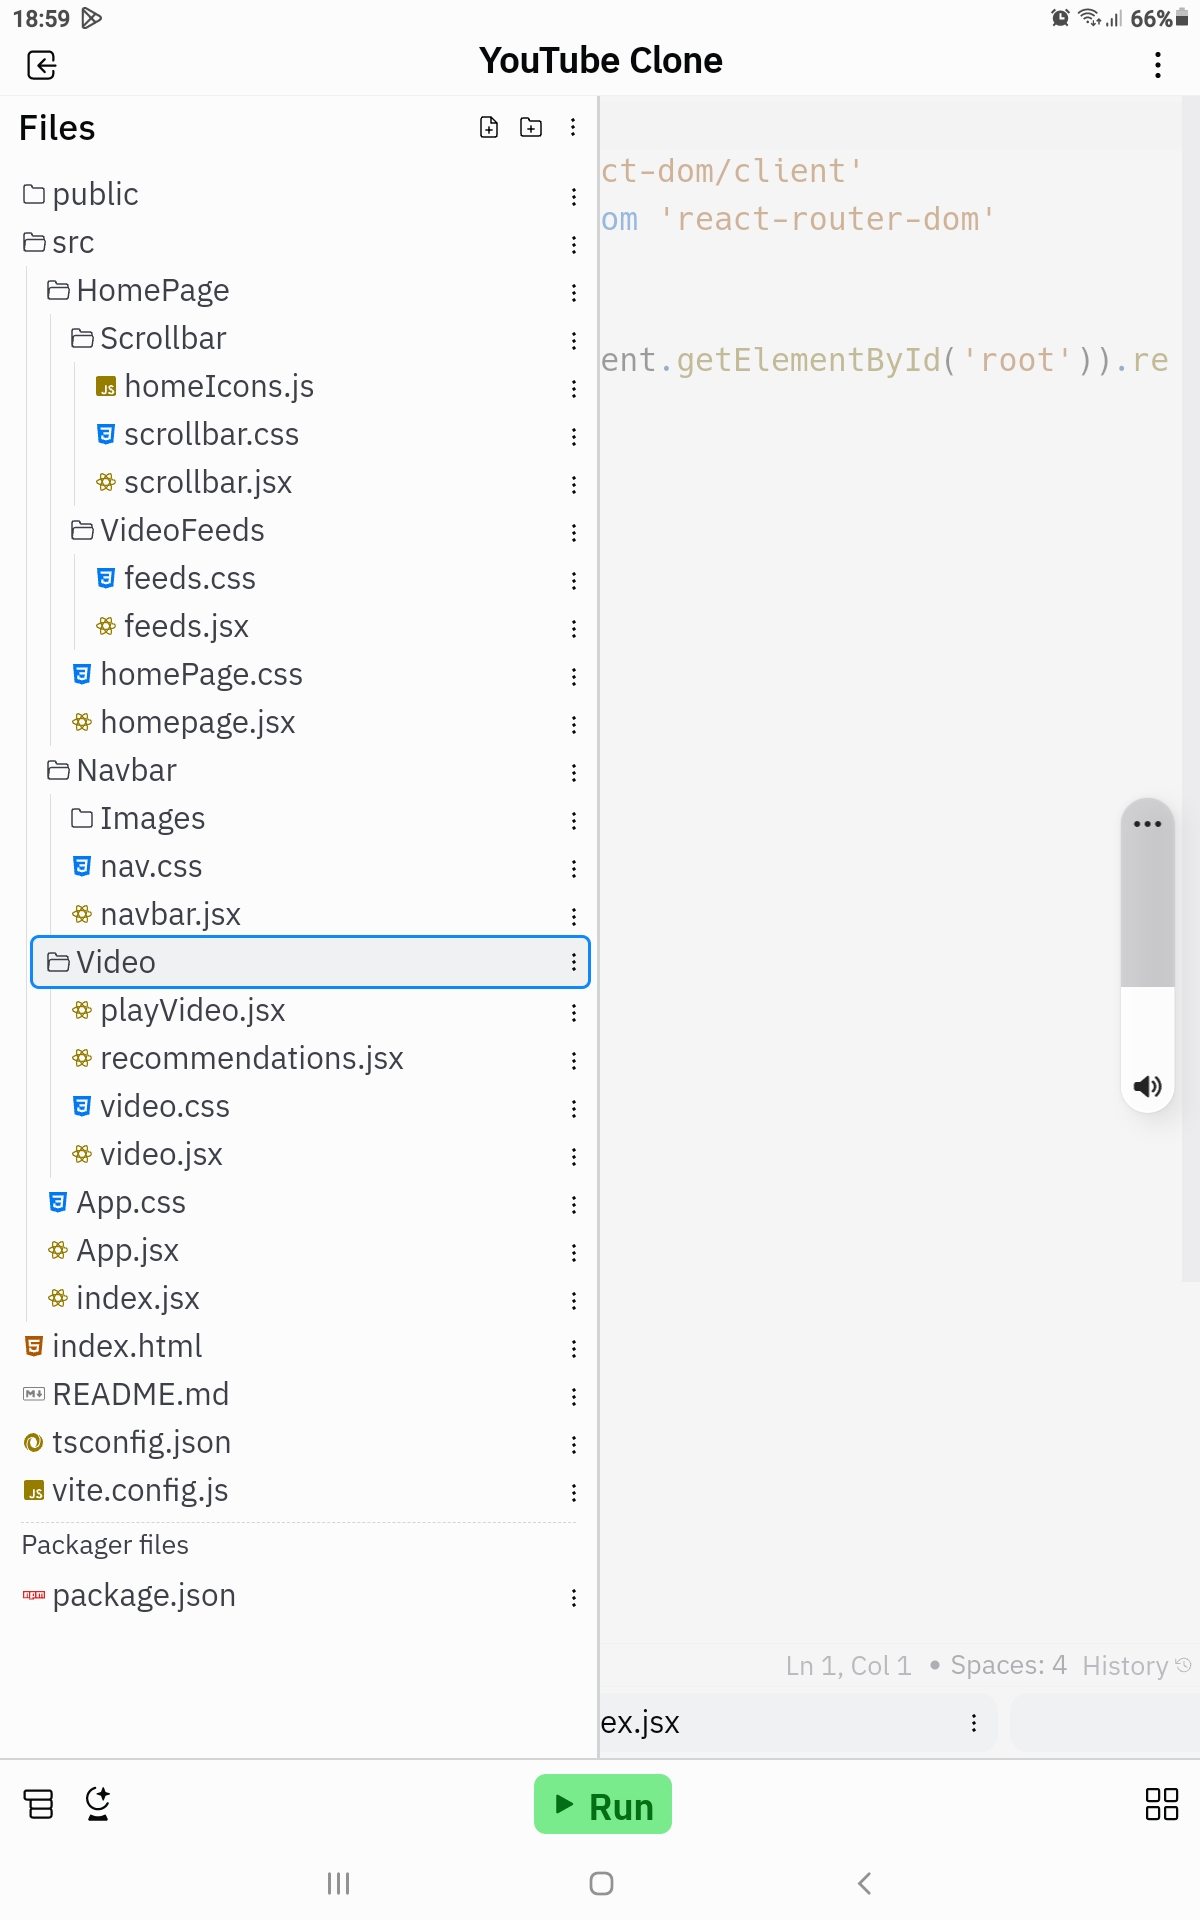 18:59 66%
YouTube Clone
Files
public
src
HomePage
Scrollbar
homeIcons.js
scrollbar.css
scrollbar.jsx
VideoFeeds
feeds.css
feeds.jsx
homePage.css
homepage.jsx
Navbar
Images
nav.css
navbar.jsx
Video
playVideo.jsx
recommendations.jsx
video.css
video.jsx
App.css
App.jsx
index.jsx
index.html
README.md
tsconfig.json
vite.config.js
Packager files
package.json
ct-dom/client'
om 'react-router-dom'
ent.getElementById('root')).re
Ln 1, Col 1 • Spaces: 4 History
ex.jsx
Run